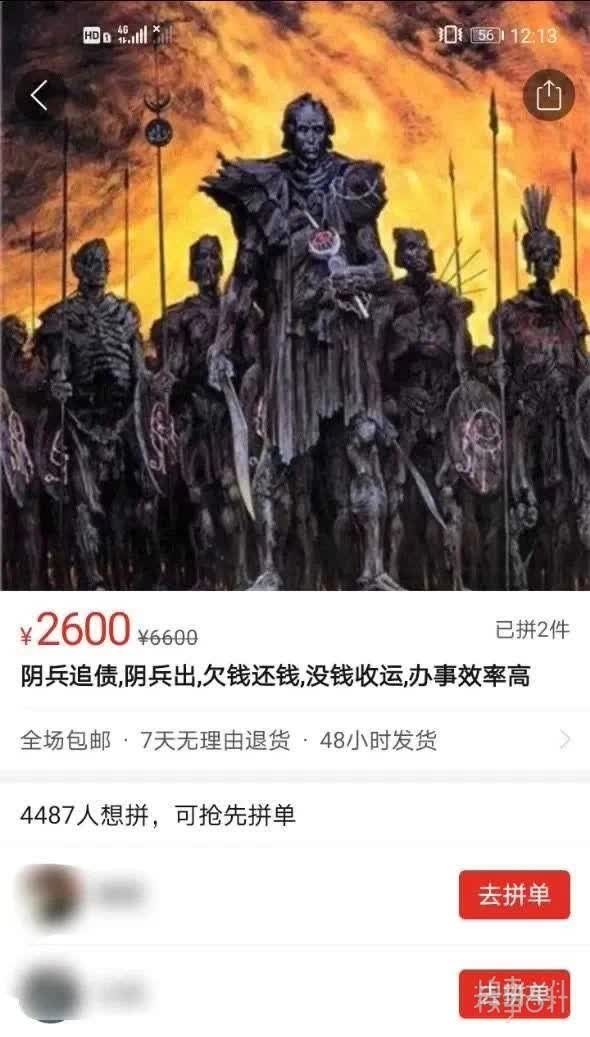 HD 4G 56 12:13
¥2600 ¥6600 已拼2件
阴兵追债,阴兵出,欠钱还钱,没钱收运,办事效率高
全场包邮 · 7天无理由退货 · 48小时发货
4487人想拼，可抢先拼单
去拼单
去拼单